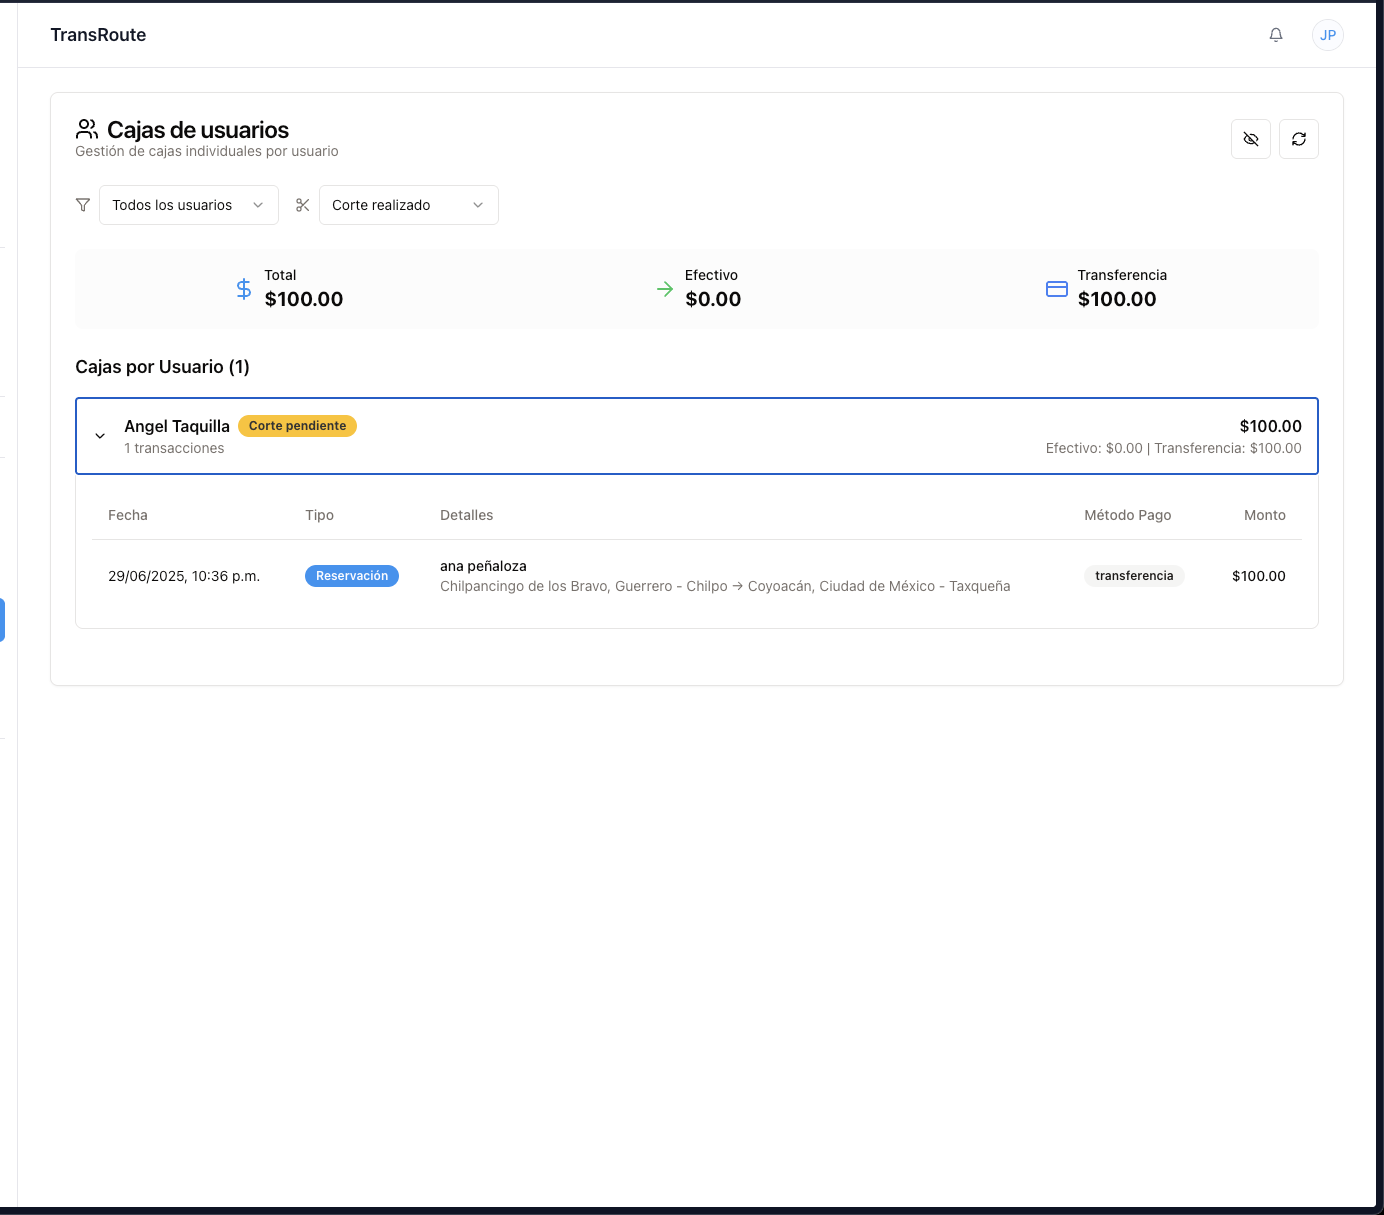 TransRoute
JP
Cajas de usuarios
Gestión de cajas individuales por usuario
Todos los usuarios
Corte realizado
Total
$100.00
Efectivo
$0.00
Transferencia
$100.00
Cajas por Usuario (1)
Angel Taquilla Corte pendiente
$100.00
1 transacciones
Efectivo: $0.00 | Transferencia: $100.00
Fecha Tipo Detalles Método Pago Monto
29/06/2025, 10:36 p.m. Reservación ana peñaloza transferencia $100.00
Chilpancingo de los Bravo, Guerrero - Chilpo → Coyoacán, Ciudad de México - Taxqueña